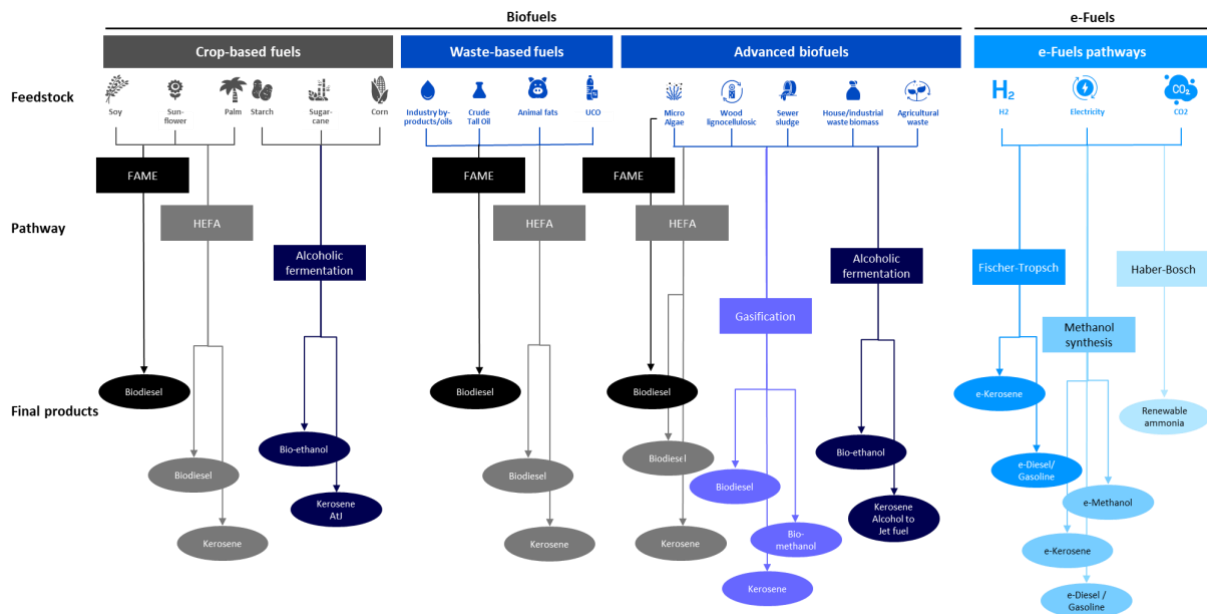 Biofuels
e-Fuels
Crop-based fuels
Waste-based fuels
Advanced biofuels
e-Fuels pathways
Feedstock
H₂
CO₂
Soy
Sun-
flower
Palm
Starch
Sugar-
cane
Corn
Industry by-
products/oils
Crude
Tall Oil
Animal fats
UCO
Micro
Algae
Wood
lignocellulosic
Sewer
sludge
House/industrial
waste biomass
Agricultural
waste
H2
Electricity
CO2
FAME
FAME
FAME
Pathway
HEFA
HEFA
HEFA
Alcoholic
fermentation
Alcoholic
fermentation
Fischer-Tropsch
Haber-Bosch
Gasification
Methanol
synthesis
Final products
Biodiesel
Biodiesel
Biodiesel
e-Kerosene
Renewable
ammonia
Bio-ethanol
Bio-ethanol
Biodiesel
Biodiesel
Biodiesel
Biodiesel
e-Diesel/
Gasoline
Kerosene
AtJ
Kerosene
Alcohol to
Jet fuel
e-Methanol
Kerosene
Kerosene
Kerosene
Bio-
methanol
e-Kerosene
Kerosene
e-Diesel /
Gasoline